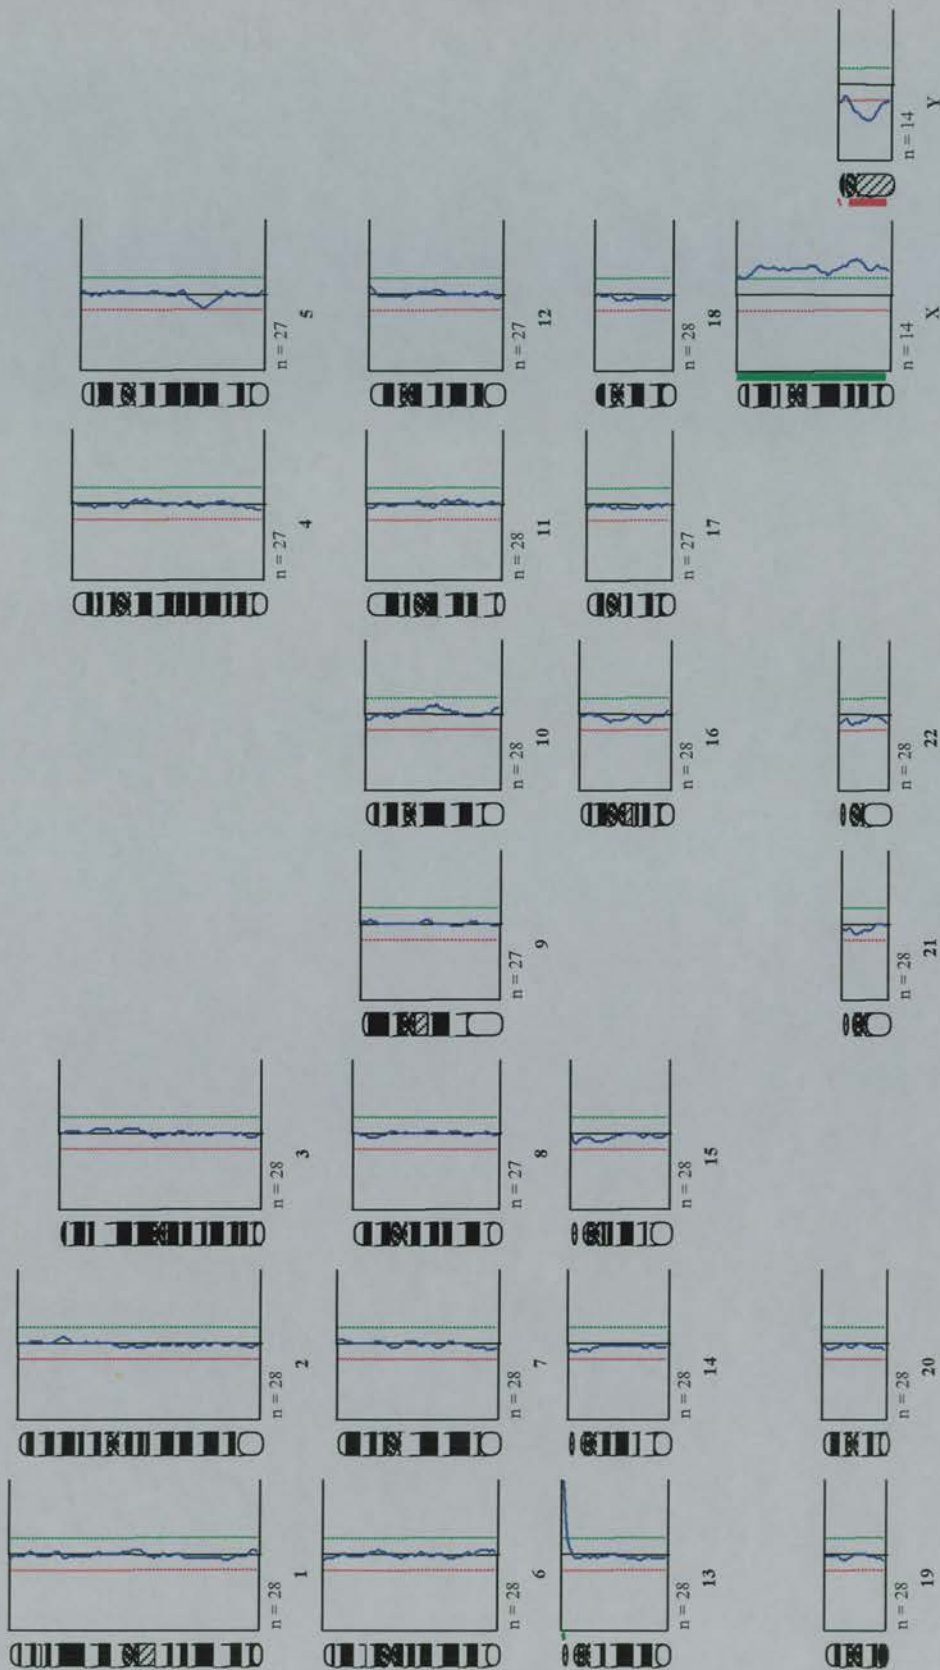 n = 28
1
n = 28
2
n = 28
3
n = 27
4
n = 27
5
n = 28
6
n = 28
7
n = 27
8
n = 27
9
n = 28
10
n = 28
11
n = 27
12
n = 28
13
n = 28
14
n = 28
15
n = 28
16
n = 27
17
n = 28
18
n = 28
19
n = 28
20
n = 28
21
n = 28
22
n = 14
X
n = 14
Y